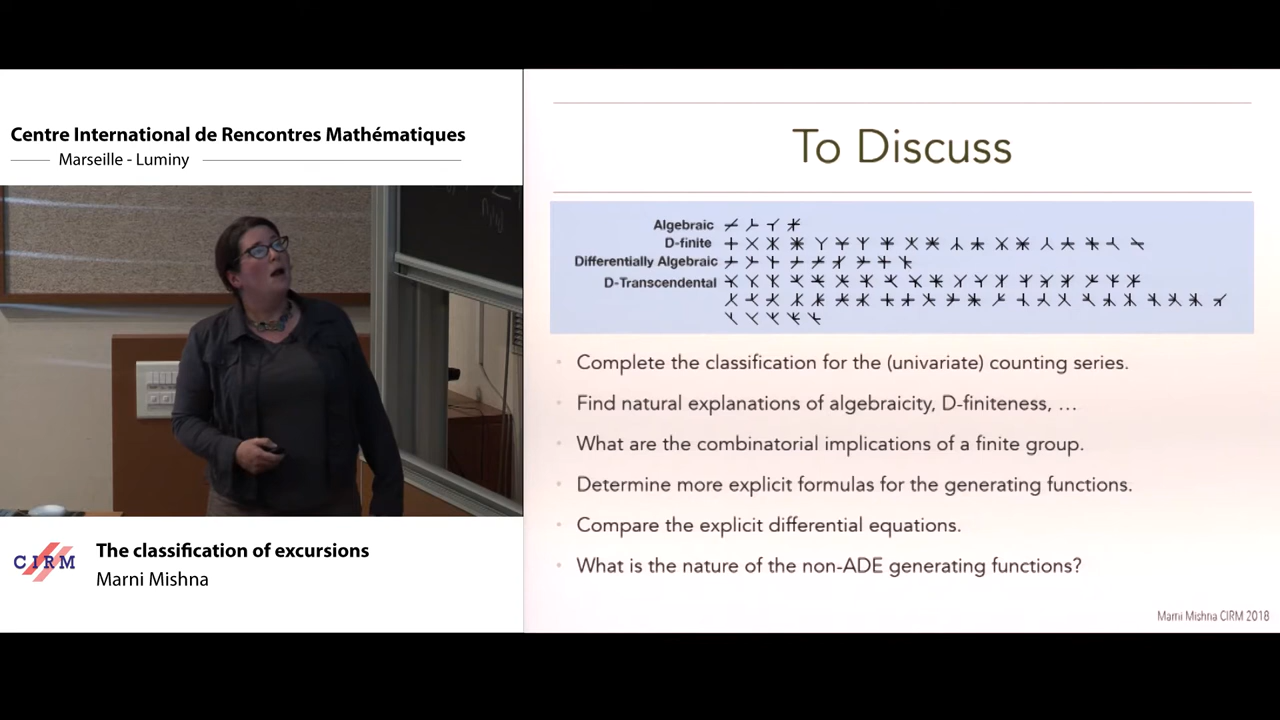 Centre International de Rencontres Mathématiques
Marseille - Luminy
CIRM
The classification of excursions
Marni Mishna
To Discuss
Algebraic
D-finite
Differentially Algebraic
D-Transcendental
• Complete the classification for the (univariate) counting series.
• Find natural explanations of algebraicity, D-finiteness, …
• What are the combinatorial implications of a finite group.
• Determine more explicit formulas for the generating functions.
• Compare the explicit differential equations.
• What is the nature of the non-ADE generating functions?
Marni Mishna CIRM 2018